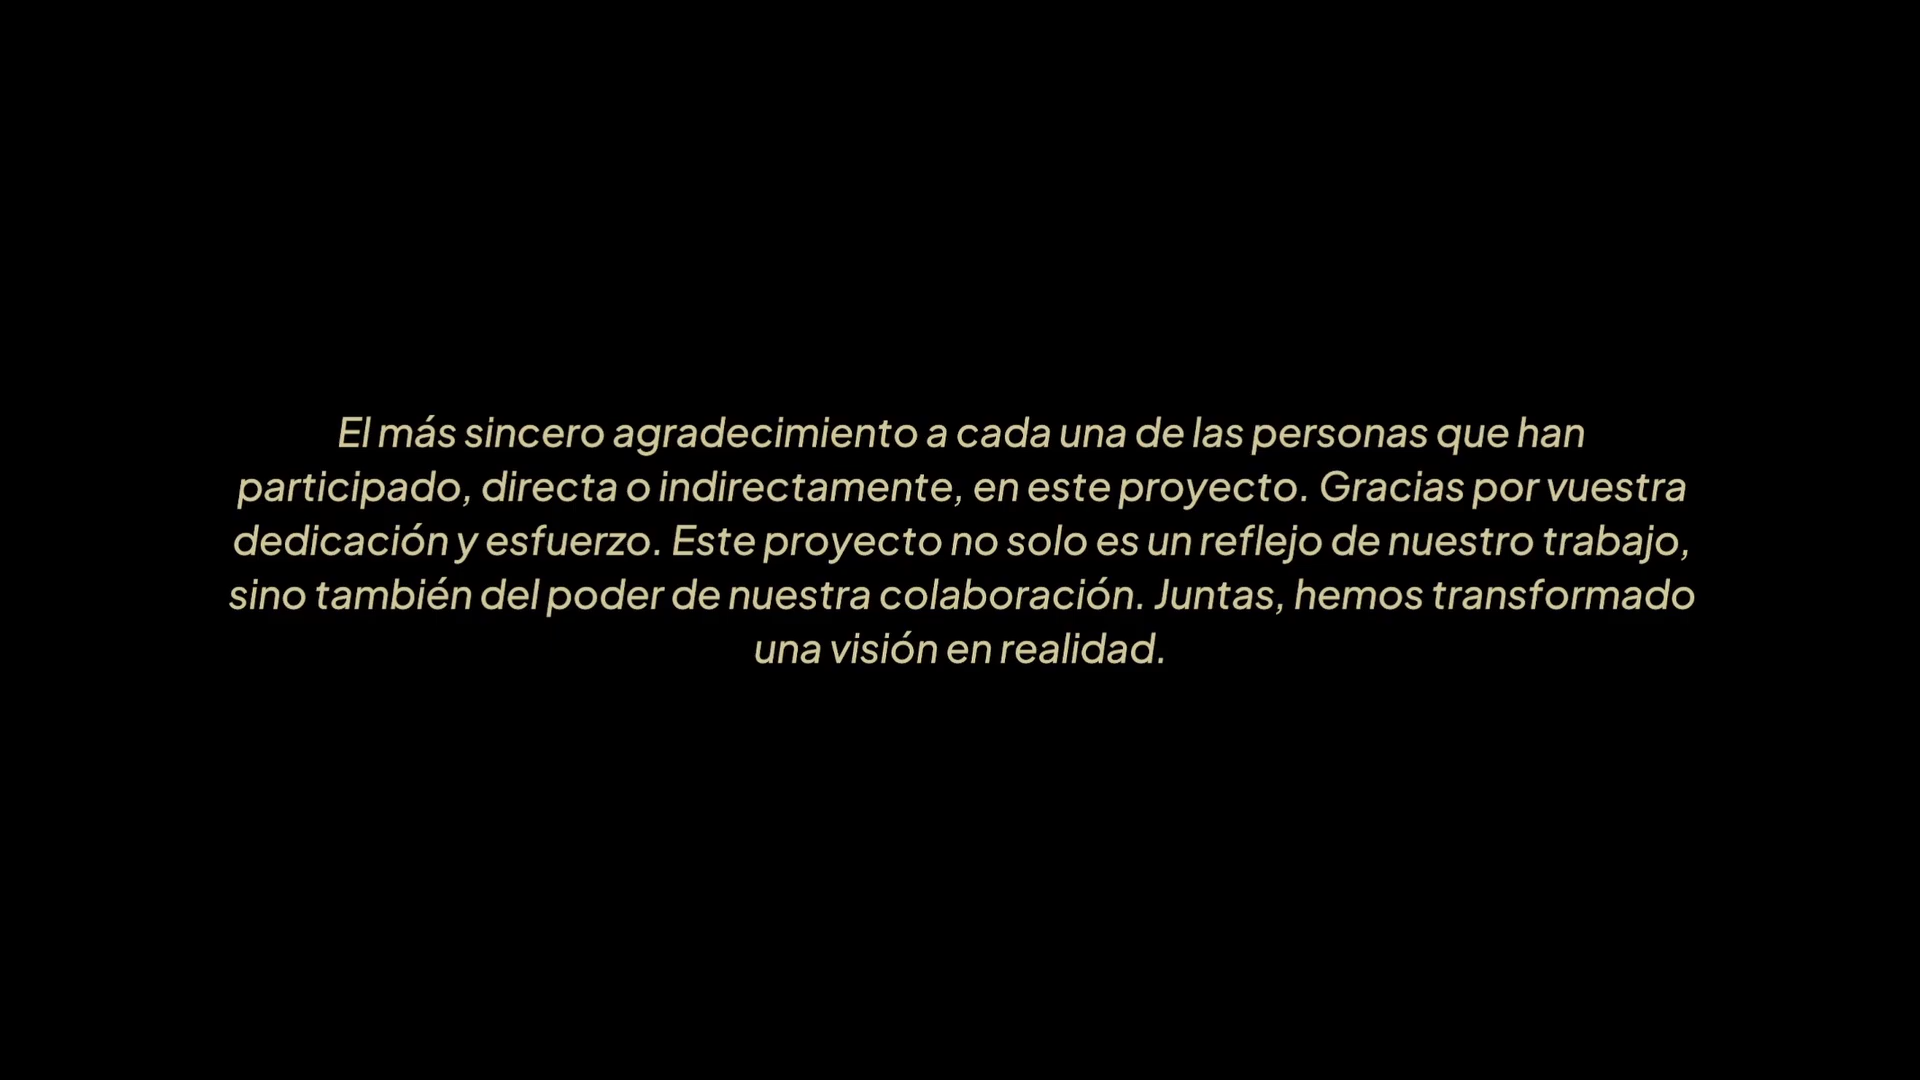 El más sincero agradecimiento a cada una de las personas que han
participado, directa o indirectamente, en este proyecto. Gracias por vuestra
dedicación y esfuerzo. Este proyecto no solo es un reflejo de nuestro trabajo,
sino también del poder de nuestra colaboración. Juntas, hemos transformado
una visión en realidad.